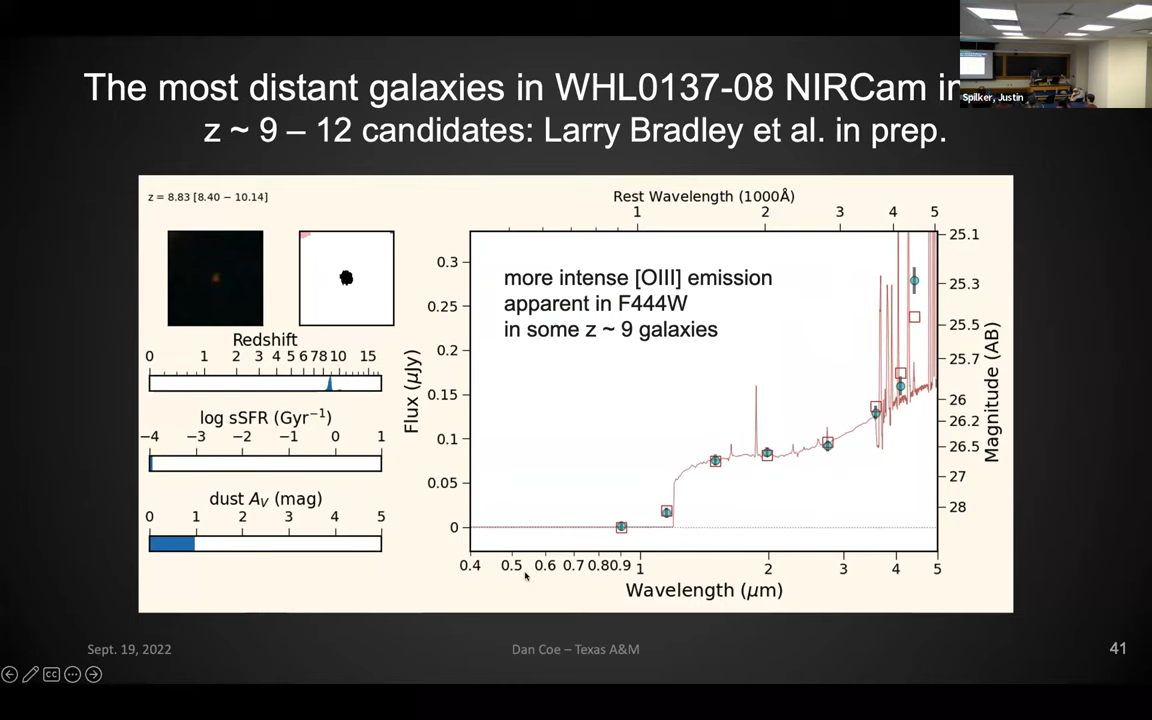 The most distant galaxies in WHL0137-08 NIRCam
z ~ 9 – 12 candidates: Larry Bradley et al. in prep.
Spilker, Justin
z = 8.83 [8.40 − 10.14]
Redshift
0 1 2 3 4 5 6 7 8 10 15
log sSFR (Gyr⁻¹)
−4 −3 −2 −1 0 1
dust A_V (mag)
0 1 2 3 4 5
Rest Wavelength (1000Å)
1 2 3 4 5
more intense [OIII] emission
apparent in F444W
in some z ~ 9 galaxies
Flux (μJy)
0.3
0.25
0.2
0.15
0.1
0.05
0
25.1
25.3
25.5
25.7
26
26.2
26.5
27
28
Magnitude (AB)
0.4 0.5 0.6 0.7 0.8 0.9 1 2 3 4 5
Wavelength (μm)
Sept. 19, 2022
Dan Coe – Texas A&M
41
CC